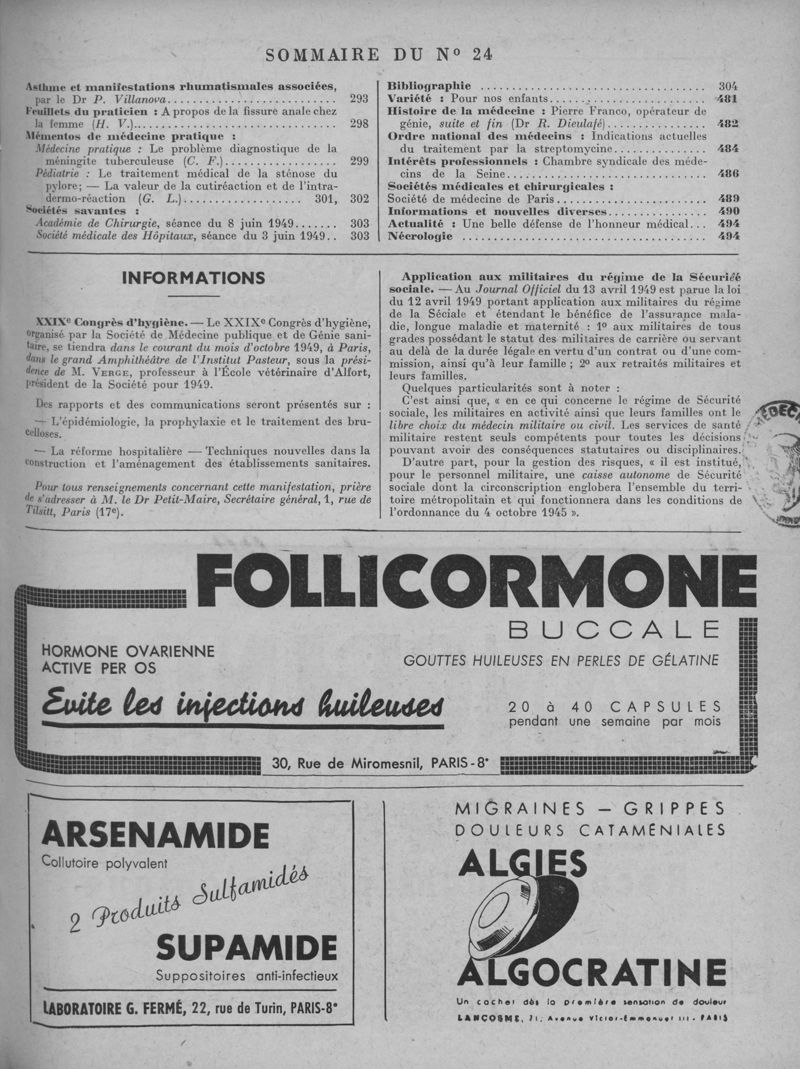 SOMMAIRE DU Nº 24
Asthme et manifestations rhumatismales associées,
par le Dr P. Villanova........................... 293
Feuillets du praticien : A propos de la fissure anale chez
la femme (H. V.)................................. 298
Mémentos de médecine pratique :
Médecine pratique : Le problème diagnostique de la
méningite tuberculeuse (C. F.).................. 299
Pédiatrie : Le traitement médical de la sténose du
pylore; — La valeur de la cutiréaction et de l'intra-
dermo-réaction (G. L.)................... 301, 302
Sociétés savantes :
Académie de Chirurgie, séance du 8 juin 1949....... 303
Société médicale des Hôpitaux, séance du 3 juin 1949.. 303
Bibliographie .................................... 304
Variété : Pour nos enfants......................... 481
Histoire de la médecine : Pierre Franco, opérateur de
génie, suite et fin (Dr R. Dieulafé)................ 482
Ordre national des médecins : Indications actuelles
du traitement par la streptomycine............... 484
Intérêts professionnels : Chambre syndicale des méde-
cins de la Seine.................................... 486
Sociétés médicales et chirurgicales :
Société de médecine de Paris........................ 489
Informations et nouvelles diverses................ 490
Actualité : Une belle défense de l'honneur médical... 494
Nécrologie ....................................... 494
INFORMATIONS
XXIXe Congrès d'hygiène. — Le XXIXe Congrès d'hygiène,
organisé par la Société de Médecine publique et de Génie sani-
taire, se tiendra dans le courant du mois d'octobre 1949, à Paris,
dans le grand Amphithéâtre de l'Institut Pasteur, sous la prési-
dence de M. VERGE, professeur à l'École vétérinaire d'Alfort,
président de la Société pour 1949.
Des rapports et des communications seront présentés sur :
— L'épidémiologie, la prophylaxie et le traitement des bru-
celloses.
— La réforme hospitalière — Techniques nouvelles dans la
construction et l'aménagement des établissements sanitaires.
Pour tous renseignements concernant cette manifestation, prière
de s'adresser à M. le Dr Petit-Maire, Secrétaire général, 1, rue de
Tilsitt, Paris (17e).
Application aux militaires du régime de la Sécurité
sociale. — Au Journal Officiel du 13 avril 1949 est parue la loi
du 12 avril 1949 portant application aux militaires du régime
de la Séciale et étendant le bénéfice de l'assurance mala-
die, longue maladie et maternité : 1º aux militaires de tous
grades possédant le statut des militaires de carrière ou servant
au delà de la durée légale en vertu d'un contrat ou d'une com-
mission, ainsi qu'à leur famille ; 2º aux retraités militaires et
leurs familles.
Quelques particularités sont à noter :
C'est ainsi que, « en ce qui concerne le régime de Sécurité
sociale, les militaires en activité ainsi que leurs familles ont le
libre choix du médecin militaire ou civil. Les services de santé
militaire restent seuls compétents pour toutes les décisions
pouvant avoir des conséquences statutaires ou disciplinaires.
D'autre part, pour la gestion des risques, « il est institué,
pour le personnel militaire, une caisse autonome de Sécurité
sociale dont la circonscription englobera l'ensemble du terri-
toire métropolitain et qui fonctionnera dans les conditions de
l'ordonnance du 4 octobre 1945 ».
FOLLICORMONE
BUCCALE
HORMONE OVARIENNE
ACTIVE PER OS
GOUTTES HUILEUSES EN PERLES DE GÉLATINE
Evite les injections huileuses
20 à 40 CAPSULES
pendant une semaine par mois
30, Rue de Miromesnil, PARIS-8e
ARSENAMIDE
Collutoire polyvalent
2 Produits Sulfamidés
SUPAMIDE
Suppositoires anti-infectieux
LABORATOIRE G. FERMÉ, 22, rue de Turin, PARIS-8e
MIGRAINES — GRIPPES
DOULEURS CATAMÉNIALES
ALGIES
ALGOCRATINE
Un cachet dès la première sensation de douleur
LANCOSME, 71, Avenue Victor-Emmanuel III - PARIS